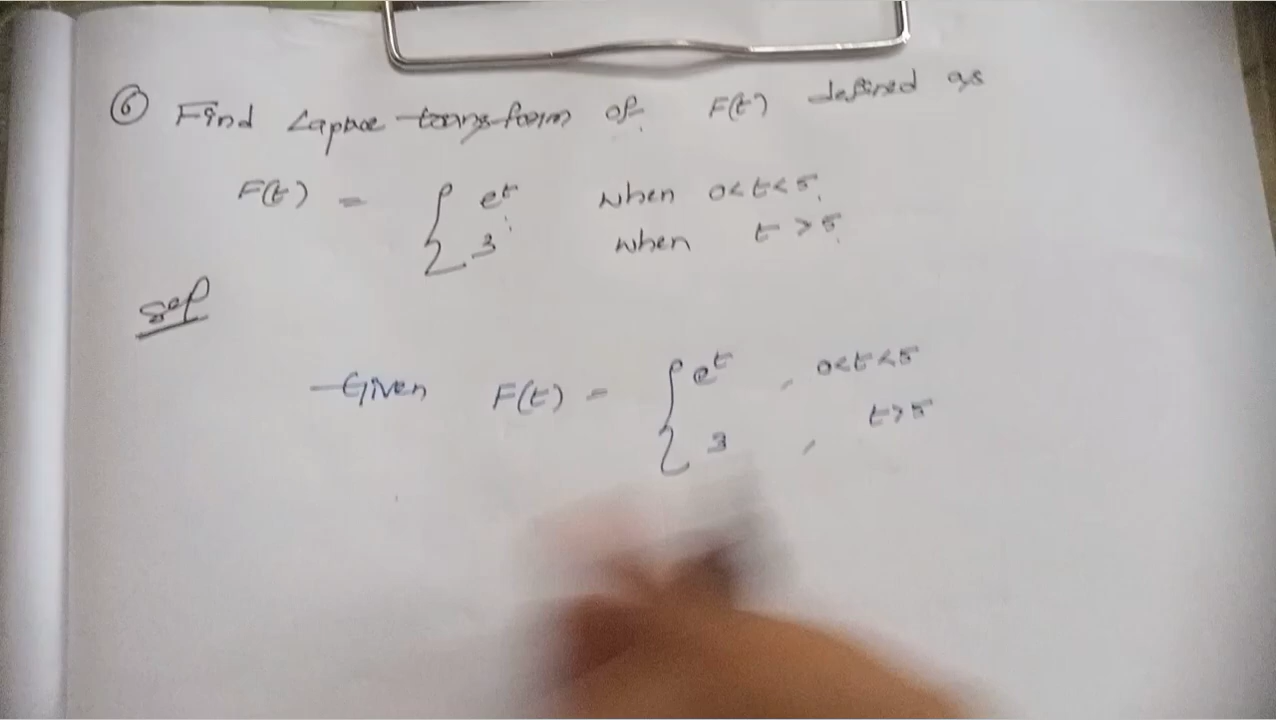 ⑥ Find Laplace transform of F(t) defined as
F(t) = { e^t when 0<t<5
3 when t>5
Sol
Given F(t) = { e^t , 0<t<5
3 , t>5